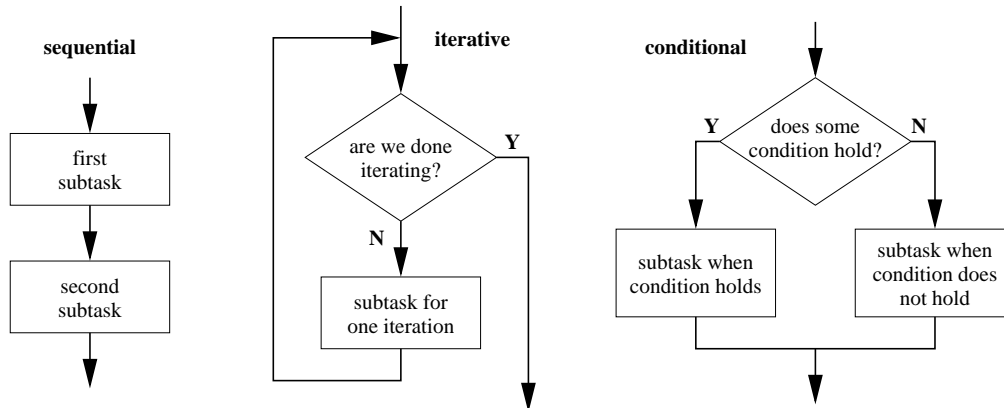 sequential
first
subtask
second
subtask
iterative
are we done
iterating?
Y
N
subtask for
one iteration
conditional
does some
condition hold?
Y
N
subtask when
condition holds
subtask when
condition does
not hold